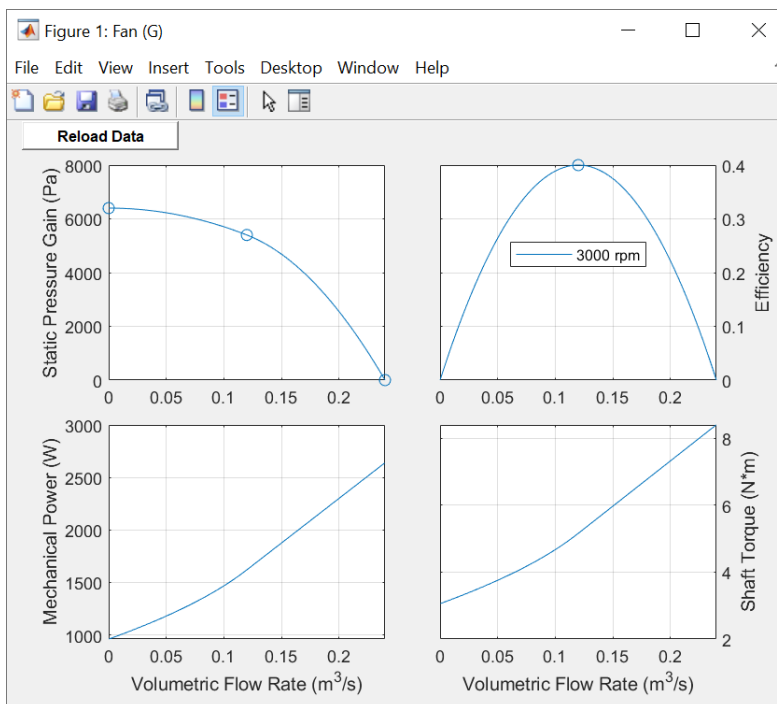 Figure 1: Fan (G)
File Edit View Insert Tools Desktop Window Help
Reload Data
Static Pressure Gain (Pa)
8000
6000
4000
2000
0
0 0.05 0.1 0.15 0.2
3000 rpm
Efficiency
0.4
0.3
0.2
0.1
0
0 0.05 0.1 0.15 0.2
Mechanical Power (W)
3000
2500
2000
1500
1000
0 0.05 0.1 0.15 0.2
Volumetric Flow Rate (m³/s)
Shaft Torque (N*m)
8
6
4
2
0 0.05 0.1 0.15 0.2
Volumetric Flow Rate (m³/s)